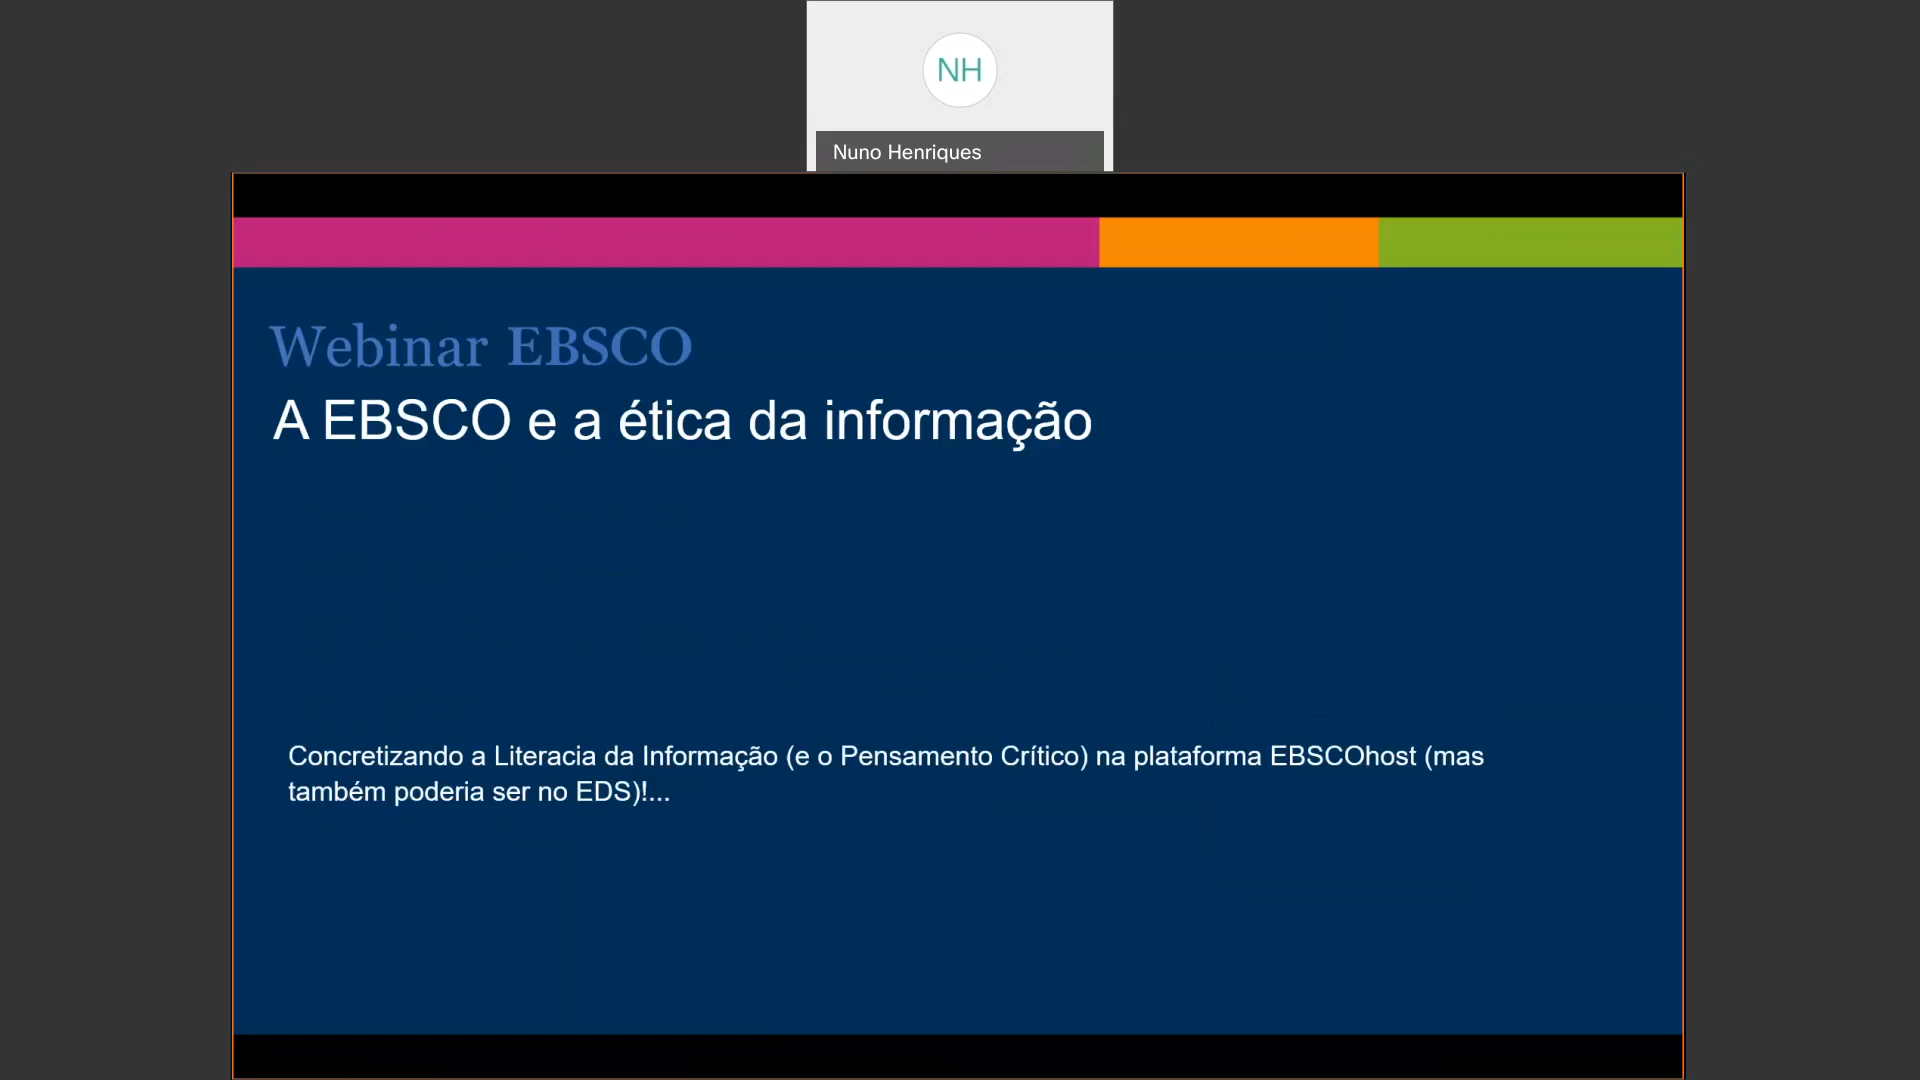 NH
Nuno Henriques
Webinar EBSCO
A EBSCO e a ética da informação
Concretizando a Literacia da Informação (e o Pensamento Crítico) na plataforma EBSCOhost (mas
também poderia ser no EDS)!...